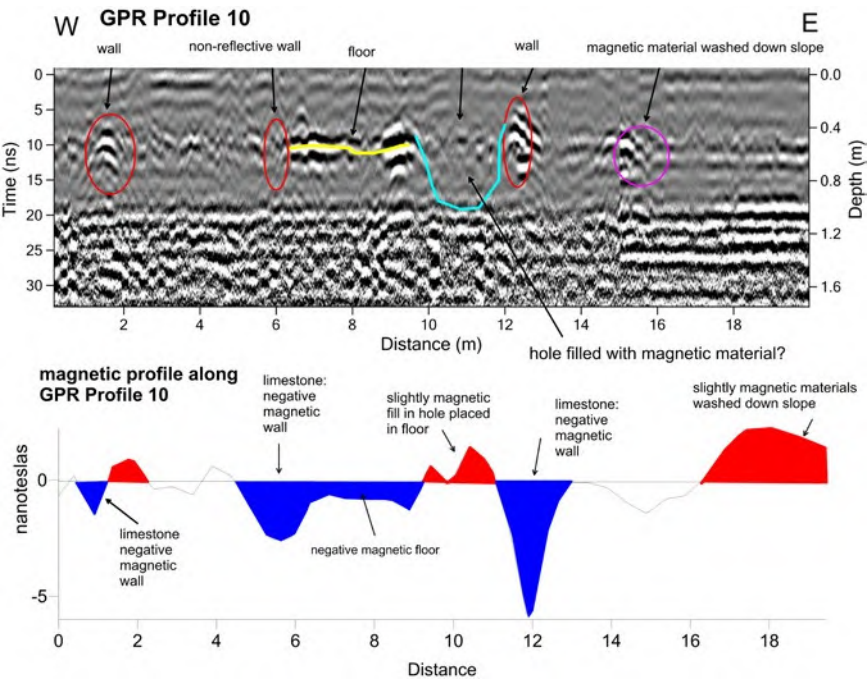 GPR Profile 10
W
E
wall
non-reflective wall
floor
wall
magnetic material washed down slope
0
5
10
15
20
25
30
Time (ns)
0.0
0.4
0.8
1.2
1.6
Depth (m)
2
4
6
8
10
12
14
16
18
Distance (m)
hole filled with magnetic material?
magnetic profile along
GPR Profile 10
limestone:
negative
magnetic
wall
slightly magnetic
fill in hole placed
in floor
limestone:
negative
magnetic
wall
slightly magnetic materials
washed down slope
0
-5
nanoteslas
limestone
negative
magnetic
wall
negative magnetic floor
0
2
4
6
8
10
12
14
16
18
Distance